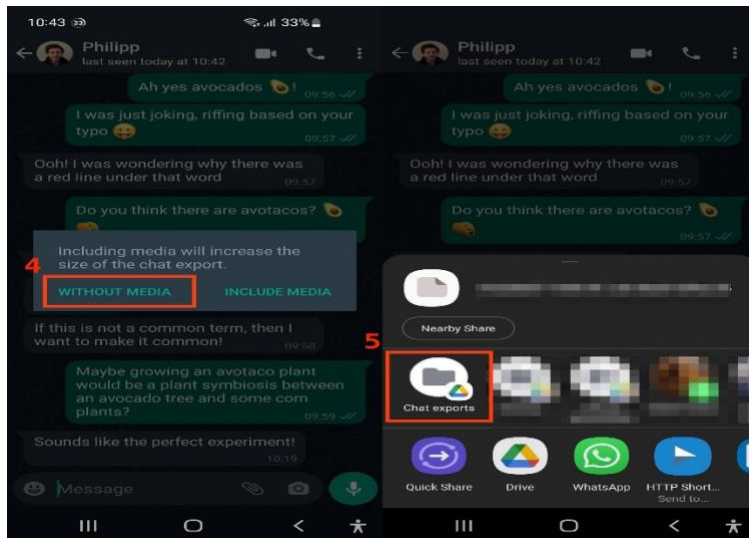 10:43
33%
Philipp
last seen today at 10:42
Ah yes avocados 🥑!
09:56
I was just joking, riffing based on your
typo 😄
09:57
Ooh! I was wondering why there was
a red line under that word
09:57
Do you think there are avotacos? 🥑
4
Including media will increase the
size of the chat export.
WITHOUT MEDIA
INCLUDE MEDIA
If this is not a common term, then I
want to make it common!
09:58
Maybe growing an avotaco plant
would be a plant symbiosis between
an avocado tree and some corn
plants?
09:59
Sounds like the perfect experiment!
10:19
Message
Philipp
last seen today at 10:42
Ah yes avocados 🥑!
09:56
I was just joking, riffing based on your
typo 😄
09:57
Ooh! I was wondering why there was
a red line under that word
09:57
Do you think there are avotacos? 🥑
09:57
Nearby Share
5
Chat exports
Quick Share
Drive
WhatsApp
HTTP Short...
Send to...